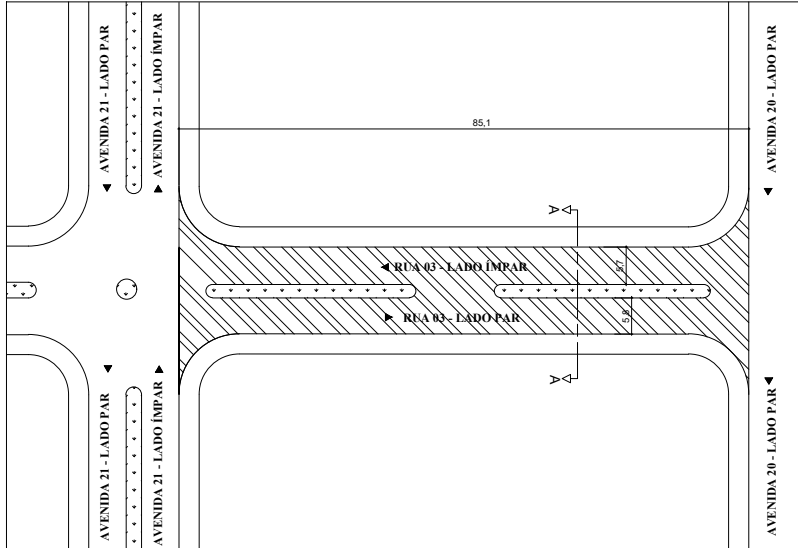 AVENIDA 21 - LADO PAR
AVENIDA 21 - LADO ÍMPAR
85,1
AVENIDA 20 - LADO PAR
A
RUA 03 - LADO ÍMPAR
5,7
RUA 03 - LADO PAR
5,8
A
AVENIDA 21 - LADO PAR
AVENIDA 21 - LADO ÍMPAR
AVENIDA 20 - LADO PAR